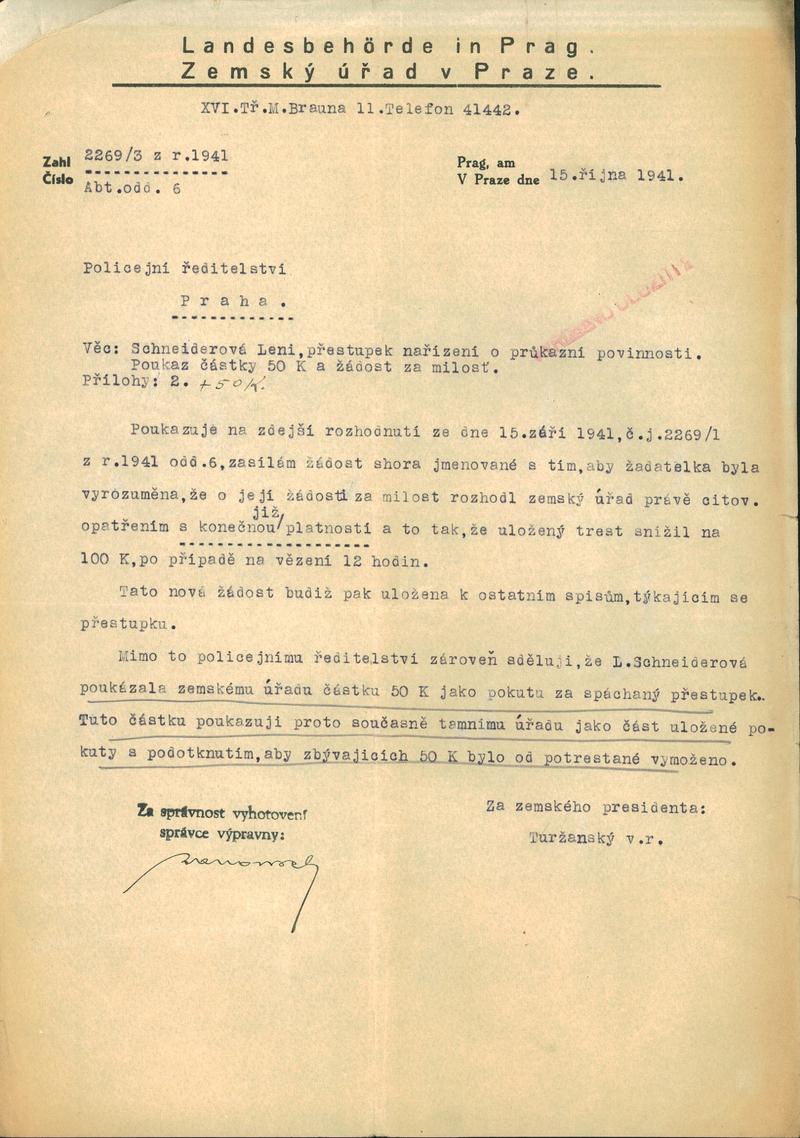 Landesbehörde in Prag.
Zemský úřad v Praze.
XVI.Tř.M.Brauna 11.Telefon 41442.
Zahl 2269/3 z r.1941
Číslo Abt.odd. 6
Prag, am
V Praze dne 15.října 1941.
Policejní ředitelství
Praha.
Věc: Schneiderová Leni,přestupek nařízení o průkazní povinnosti.
Poukaz částky 50 K a žádost za milosť.
Přílohy: 2. +50K.
Poukazuje na zdejší rozhodnutí ze dne 15.září 1941,č.j.2269/1
z r.1941 odd.6,zasílám žádost shora jmenované s tím,aby žadatelka byla
vyrozuměna,že o její žádosti za milost rozhodl zemský úřad právě citov.
již
opatřením s konečnou platností a to tak,že uložený trest snížil na
100 K,po případě na vězení 12 hodin.
Tato nová žádost budiž pak uložena k ostatním spisům,týkajícím se
přestupku.
Mimo to policejnímu ředitelství zároveň sděluji,že L.Schneiderová
poukázala zemskému úřadu částku 50 K jako pokutu za spáchaný přestupek.
Tuto částku poukazuji proto současně tamnímu úřadu jako část uložené po-
kuty s podotknutím,aby zbývajících 50 K bylo od potrestané vymoženo.
Za správnost vyhotovení
správce výpravny:
Za zemského presidenta:
Turžanský v.r.